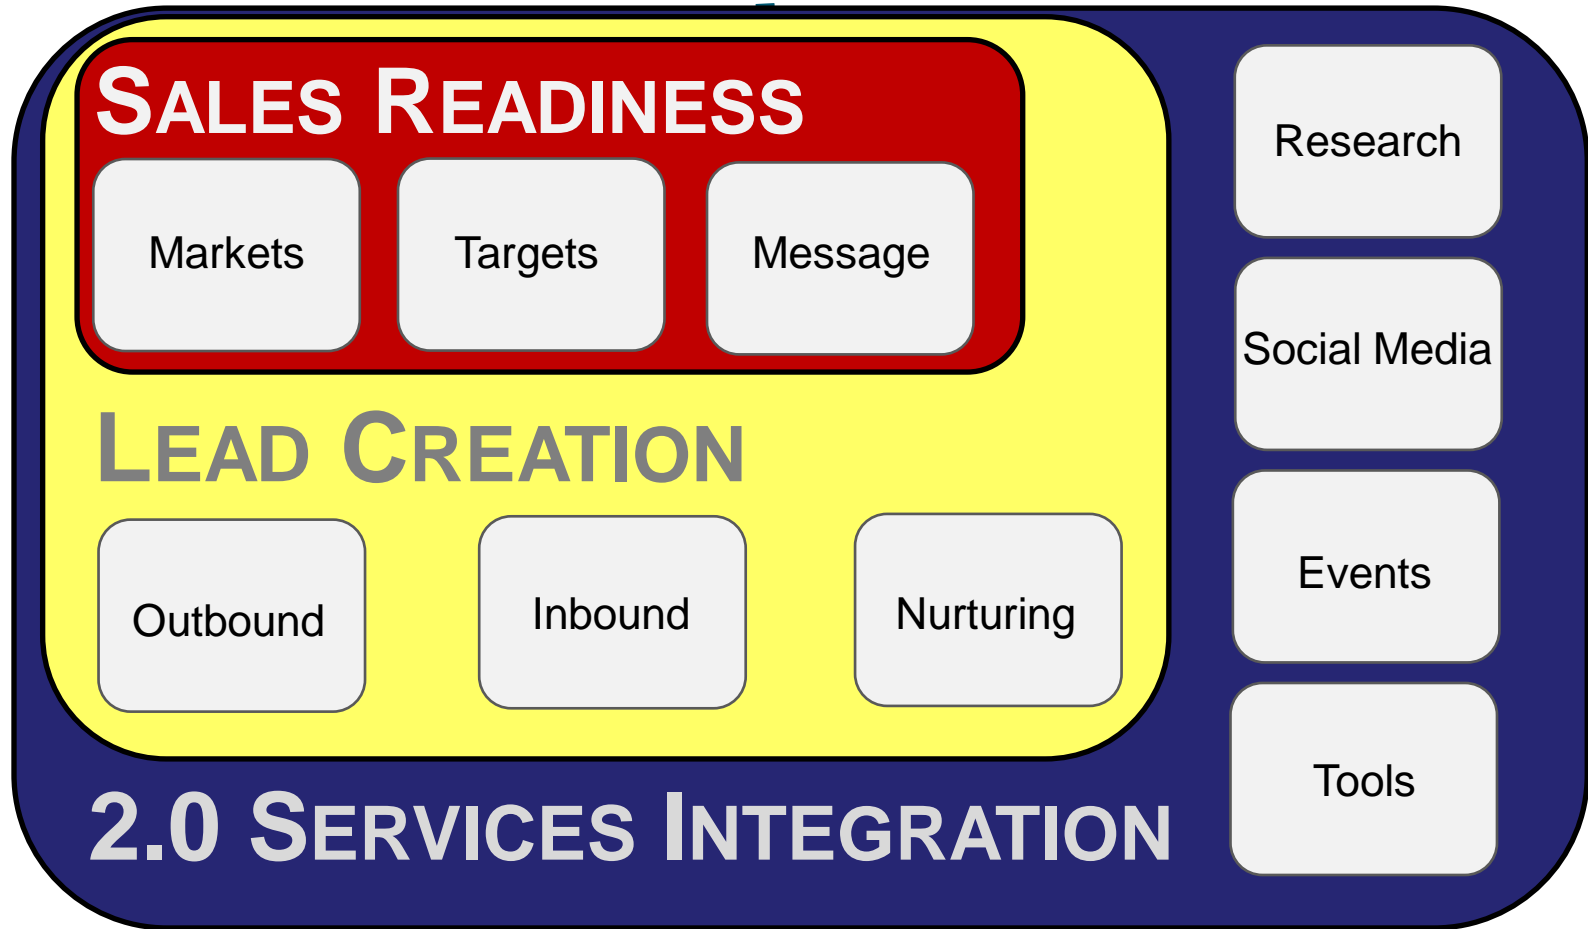 SALES READINESS
Markets
Targets
Message
LEAD CREATION
Outbound
Inbound
Nurturing
2.0 SERVICES INTEGRATION
Research
Social Media
Events
Tools